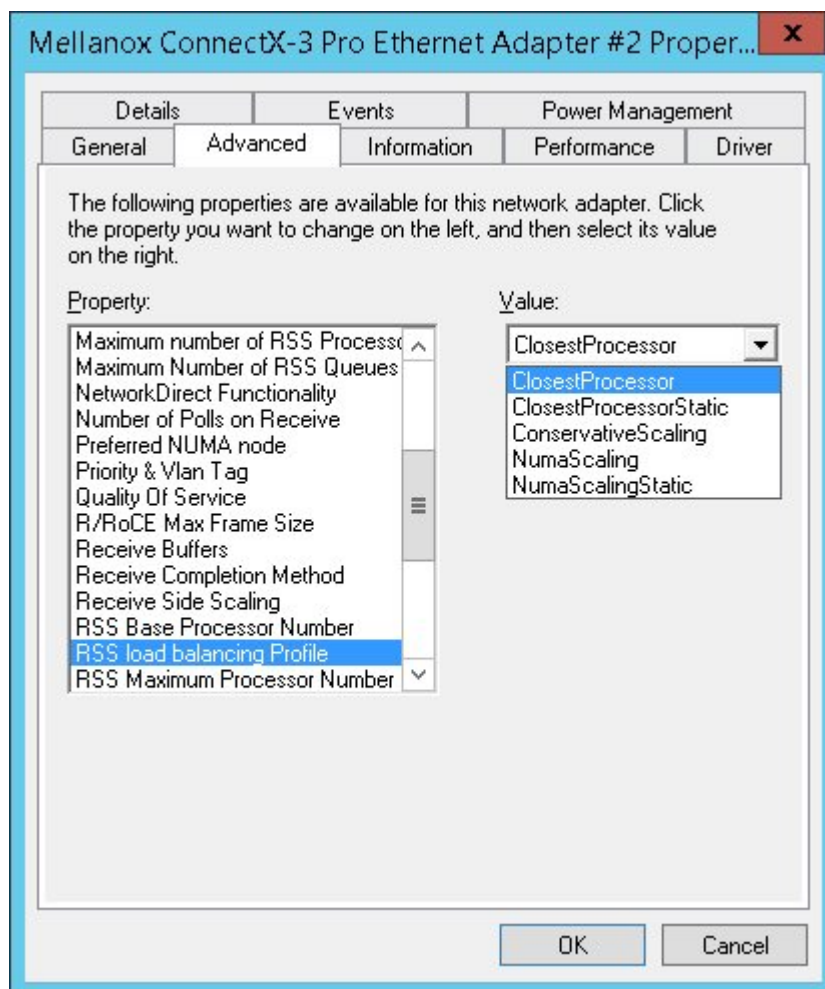 Mellanox ConnectX-3 Pro Ethernet Adapter #2 Proper...
x
Details Events Power Management
General Advanced Information Performance Driver
The following properties are available for this network adapter. Click
the property you want to change on the left, and then select its value
on the right.
Property:
Maximum number of RSS Process
Maximum Number of RSS Queues
NetworkDirect Functionality
Number of Polls on Receive
Preferred NUMA node
Priority & Vlan Tag
Quality Of Service
R/RoCE Max Frame Size
Receive Buffers
Receive Completion Method
Receive Side Scaling
RSS Base Processor Number
RSS load balancing Profile
RSS Maximum Processor Number
Value:
ClosestProcessor
ClosestProcessor
ClosestProcessorStatic
ConservativeScaling
NumaScaling
NumaScalingStatic
OK Cancel